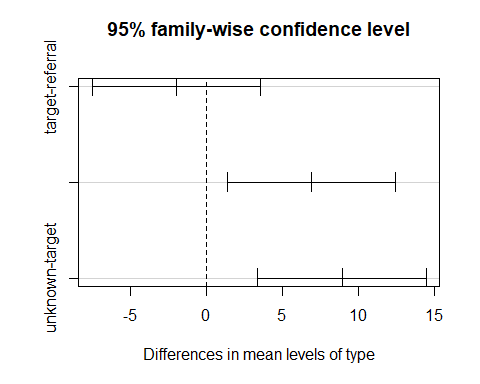 95% family-wise confidence level
target-referral
unknown-target
-5 0 5 10 15
Differences in mean levels of type